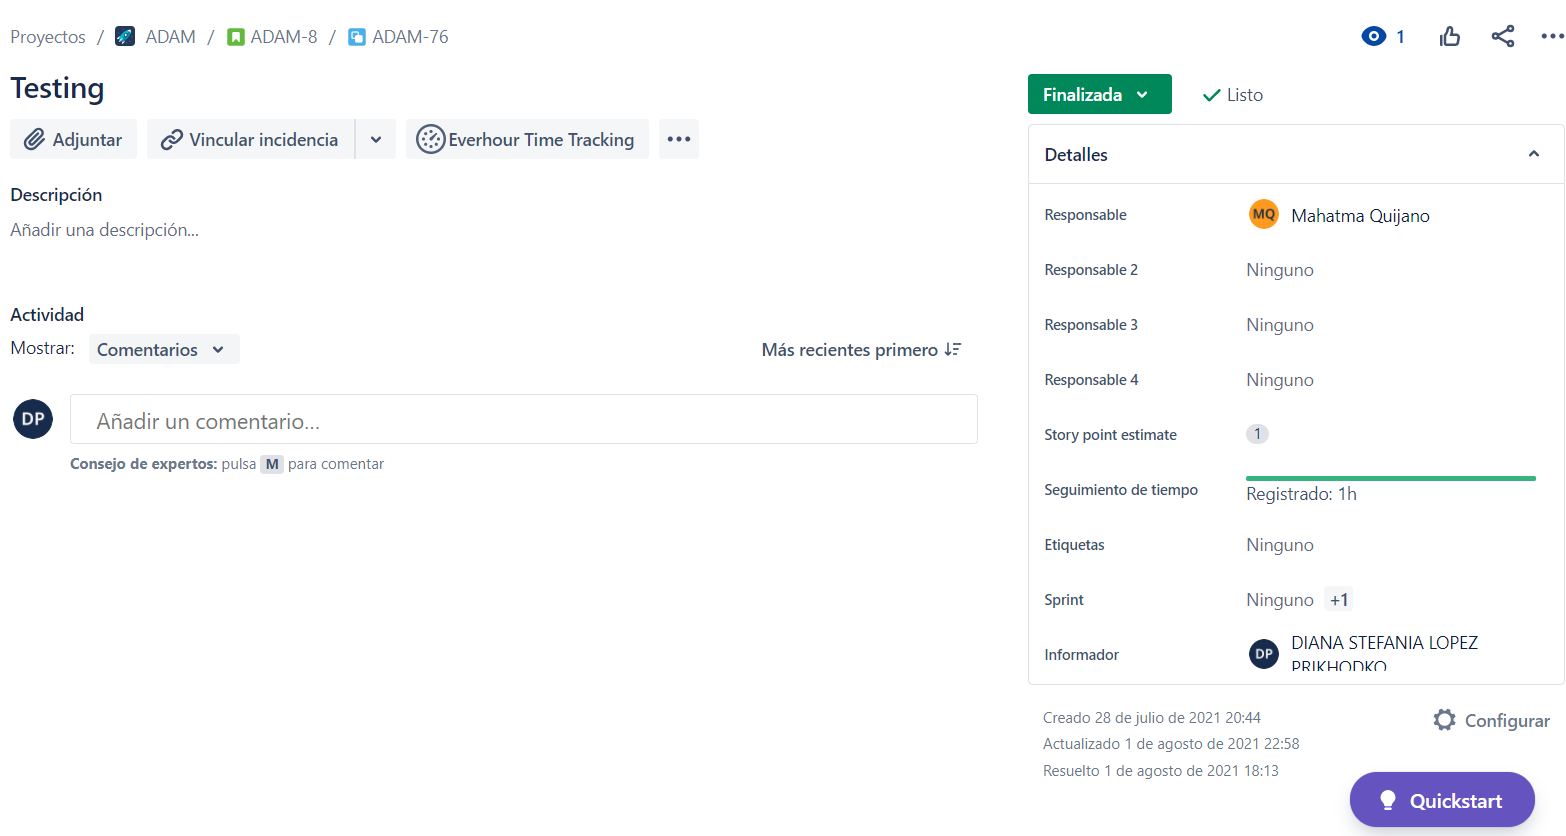 Proyectos / ADAM / ADAM-8 / ADAM-76
1
Testing
Adjuntar
Vincular incidencia
Everhour Time Tracking
Descripción
Añadir una descripción...
Actividad
Mostrar:
Comentarios
Más recientes primero
DP
Añadir un comentario...
Consejo de expertos: pulsa M para comentar
Finalizada
Listo
Detalles
Responsable
MQ Mahatma Quijano
Responsable 2
Ninguno
Responsable 3
Ninguno
Responsable 4
Ninguno
Story point estimate
1
Seguimiento de tiempo
Registrado: 1h
Etiquetas
Ninguno
Sprint
Ninguno +1
Informador
DP DIANA STEFANIA LOPEZ
PRIKHODKO
Creado 28 de julio de 2021 20:44
Configurar
Actualizado 1 de agosto de 2021 22:58
Resuelto 1 de agosto de 2021 18:13
Quickstart